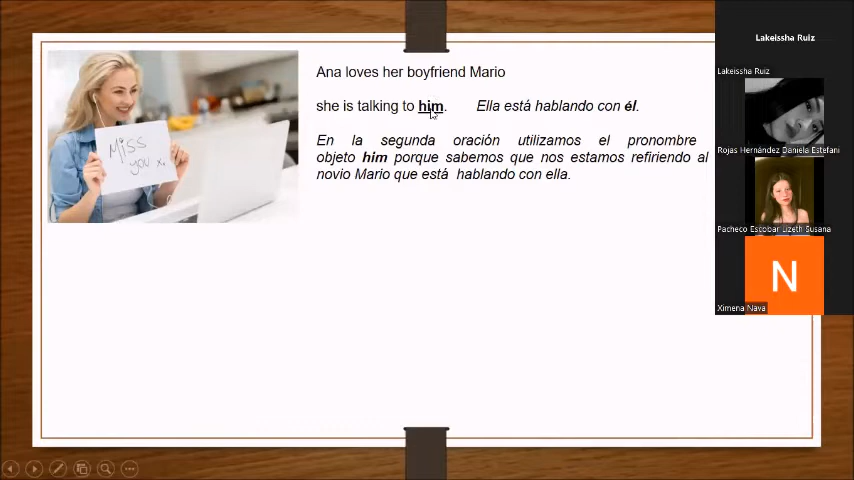 Ana loves her boyfriend Mario
she is talking to him. Ella está hablando con él.
En la segunda oración utilizamos el pronombre
objeto him porque sabemos que nos estamos refiriendo al
novio Mario que está hablando con ella.
Miss
you x.
Lakeissha Ruiz
Lakeissha Ruiz
Rojas Hernández Daniela Estefani
Pacheco Escobar Lizeth Susana
N
Ximena Nava